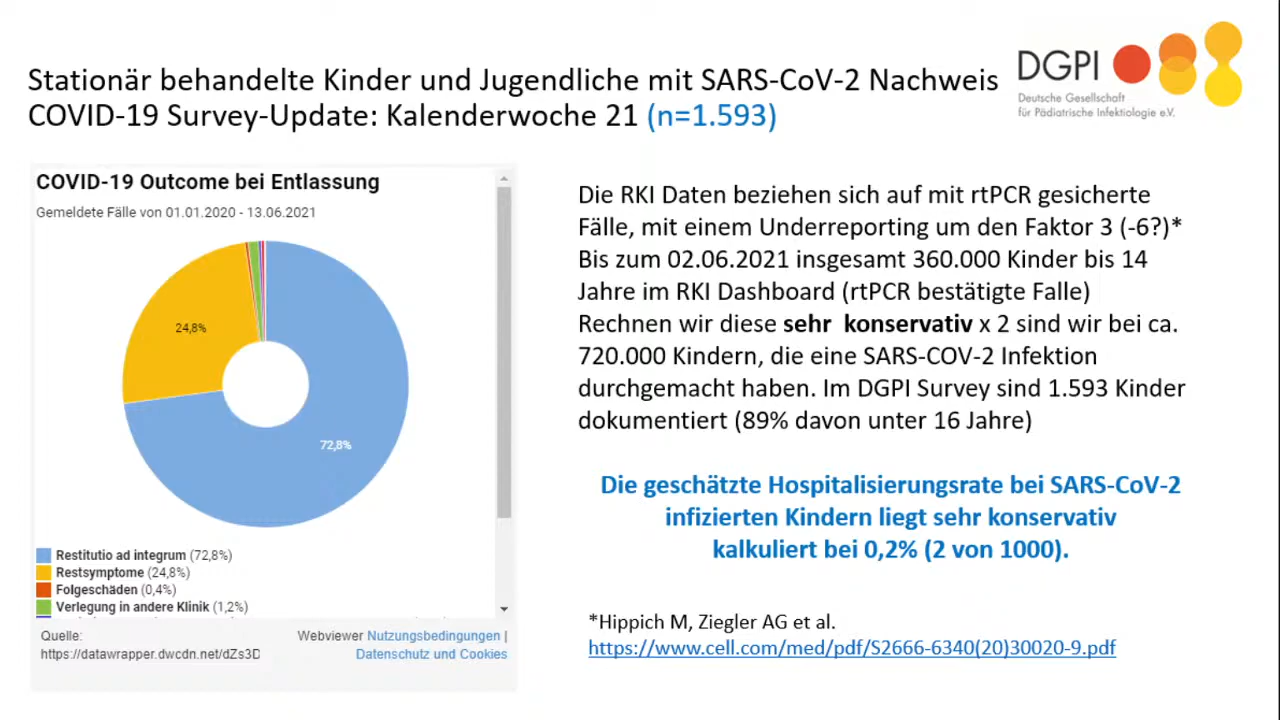 Stationär behandelte Kinder und Jugendliche mit SARS-CoV-2 Nachweis
COVID-19 Survey-Update: Kalenderwoche 21 (n=1.593)
DGPI
Deutsche Gesellschaft
für Pädiatrische Infektiologie e.V.
COVID-19 Outcome bei Entlassung
Gemeldete Fälle von 01.01.2020 - 13.06.2021
24,8%
72,8%
Restitutio ad integrum (72,8%)
Restsymptome (24,8%)
Folgeschäden (0,4%)
Verlegung in andere Klinik (1,2%)
Quelle:
https://datawrapper.dwcdn.net/dZs3D
Webviewer Nutzungsbedingungen |
Datenschutz und Cookies
Die RKI Daten beziehen sich auf mit rtPCR gesicherte
Fälle, mit einem Underreporting um den Faktor 3 (-6?)*
Bis zum 02.06.2021 insgesamt 360.000 Kinder bis 14
Jahre im RKI Dashboard (rtPCR bestätigte Falle)
Rechnen wir diese sehr konservativ x 2 sind wir bei ca.
720.000 Kindern, die eine SARS-COV-2 Infektion
durchgemacht haben. Im DGPI Survey sind 1.593 Kinder
dokumentiert (89% davon unter 16 Jahre)
Die geschätzte Hospitalisierungsrate bei SARS-CoV-2
infizierten Kindern liegt sehr konservativ
kalkuliert bei 0,2% (2 von 1000).
*Hippich M, Ziegler AG et al.
https://www.cell.com/med/pdf/S2666-6340(20)30020-9.pdf